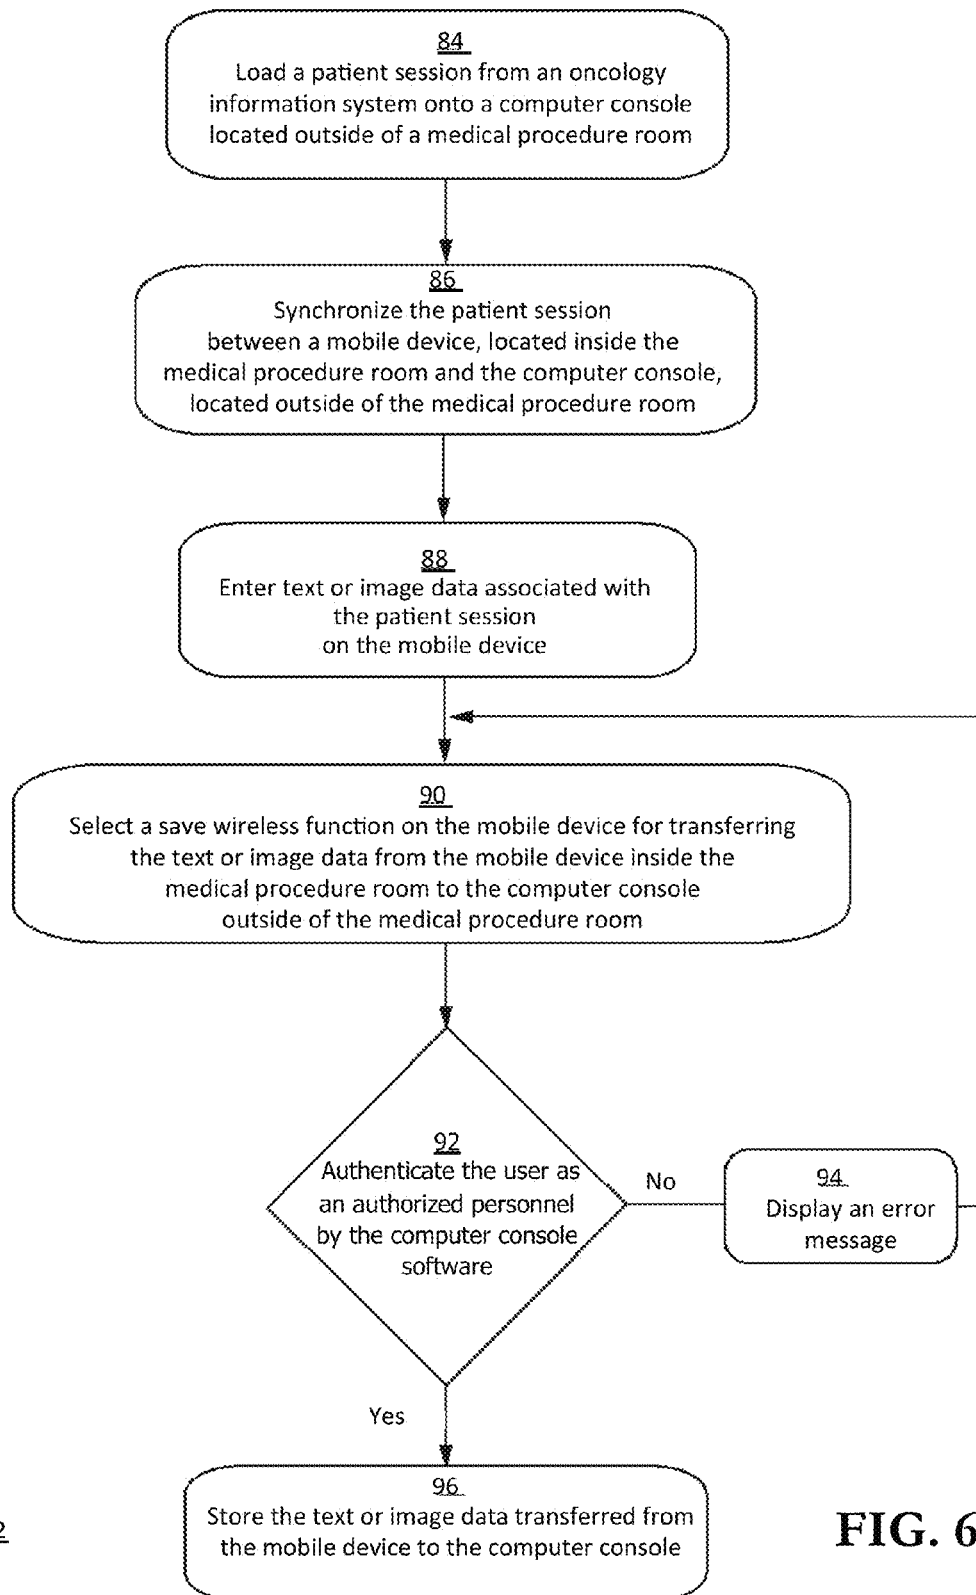 84
Load a patient session from an oncology
information system onto a computer console
located outside of a medical procedure room
86
Synchronize the patient session
between a mobile device, located inside the
medical procedure room and the computer console,
located outside of the medical procedure room
88
Enter text or image data associated with
the patient session
on the mobile device
90
Select a save wireless function on the mobile device for transferring
the text or image data from the mobile device inside the
medical procedure room to the computer console
outside of the medical procedure room
92
Authenticate the user as
an authorized personnel
by the computer console
software
No
94
Display an error
message
Yes
96
Store the text or image data transferred from
the mobile device to the computer console
2
FIG. 6